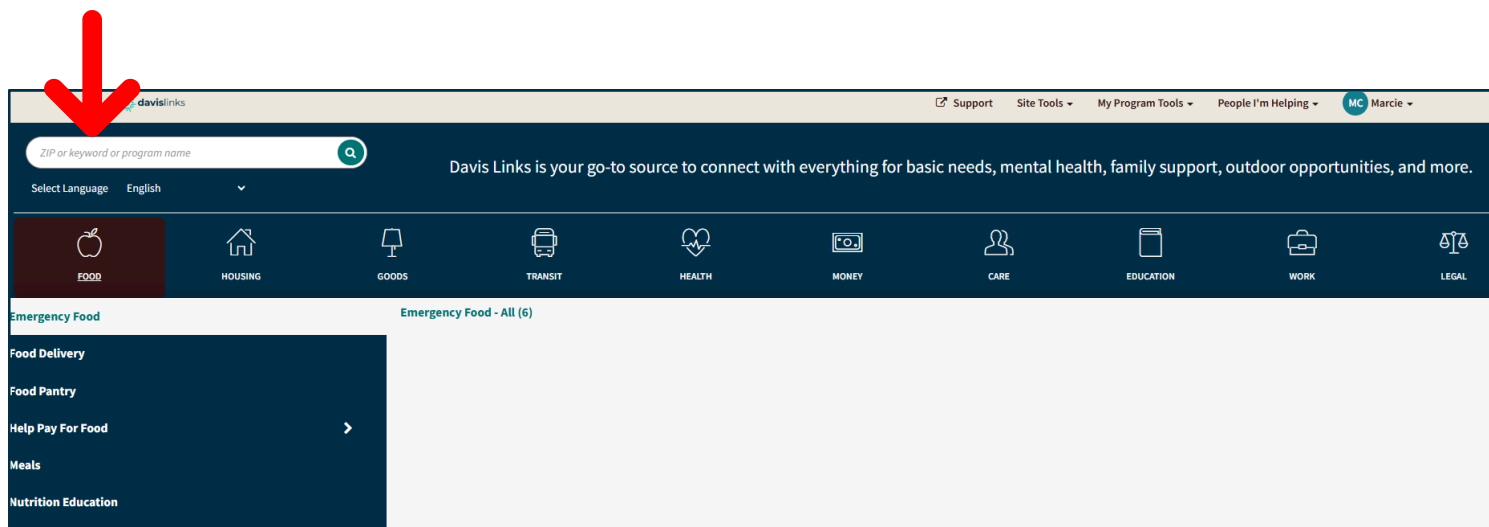 davislinks
Support Site Tools My Program Tools People I'm Helping MC Marcie
ZIP or keyword or program name
Davis Links is your go-to source to connect with everything for basic needs, mental health, family support, outdoor opportunities, and more.
Select Language English
FOOD HOUSING GOODS TRANSIT HEALTH MONEY CARE EDUCATION WORK LEGAL
Emergency Food
Emergency Food - All (6)
Food Delivery
Food Pantry
Help Pay For Food
Meals
Nutrition Education